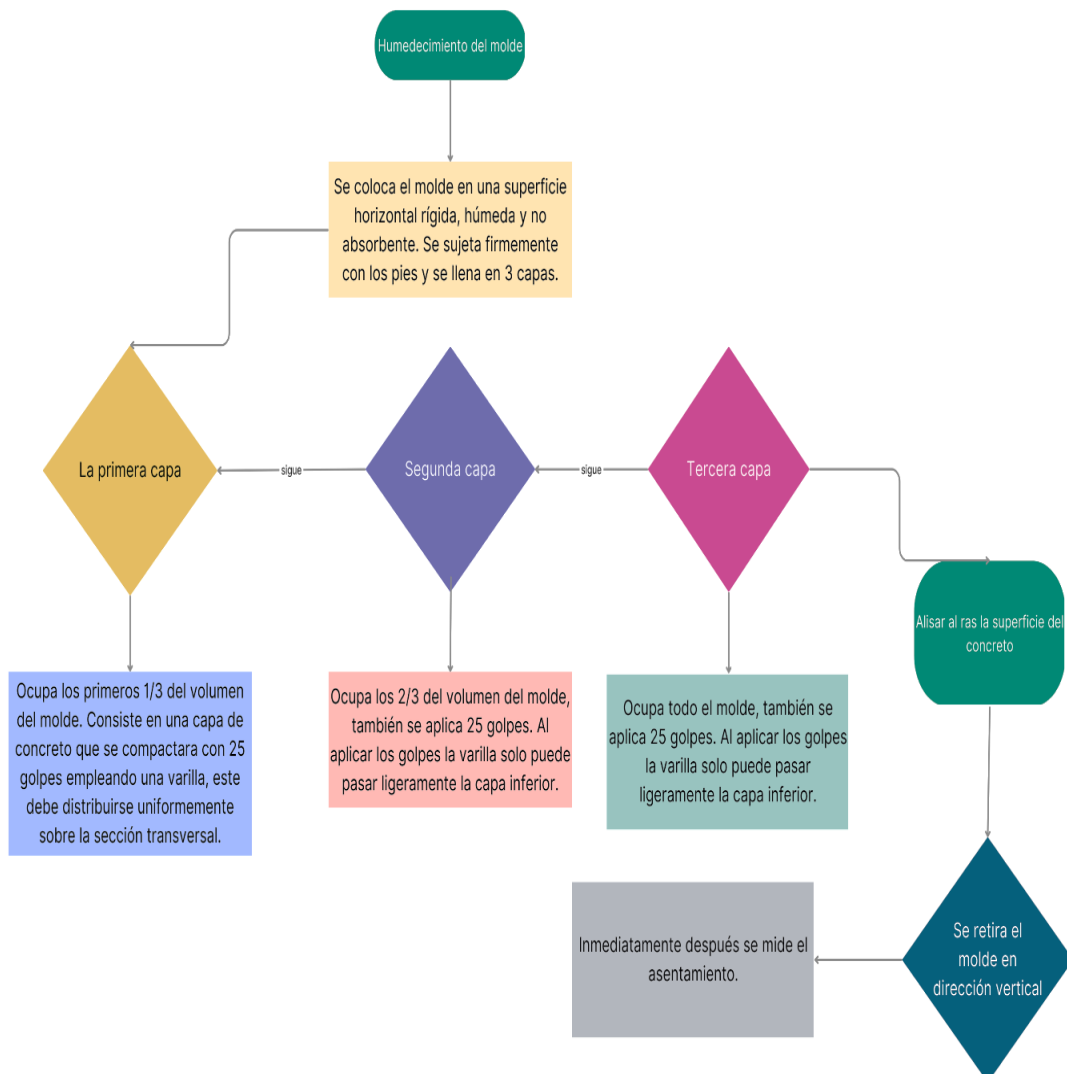 Humedecimiento del molde
Se coloca el molde en una superficie
horizontal rígida, húmeda y no
absorbente. Se sujeta firmemente
con los pies y se llena en 3 capas.
La primera capa
sigue
Segunda capa
sigue
Tercera capa
Alisar al ras la superficie del
concreto
Ocupa los primeros 1/3 del volumen
del molde. Consiste en una capa de
concreto que se compactara con 25
golpes empleando una varilla, este
debe distribuirse uniformemente
sobre la sección transversal.
Ocupa los 2/3 del volumen del molde,
también se aplica 25 golpes. Al
aplicar los golpes la varilla solo puede
pasar ligeramente la capa inferior.
Ocupa todo el molde, también se
aplica 25 golpes. Al aplicar los golpes
la varilla solo puede pasar
ligeramente la capa inferior.
Se retira el
molde en
dirección vertical
Inmediatamente después se mide el
asentamiento.